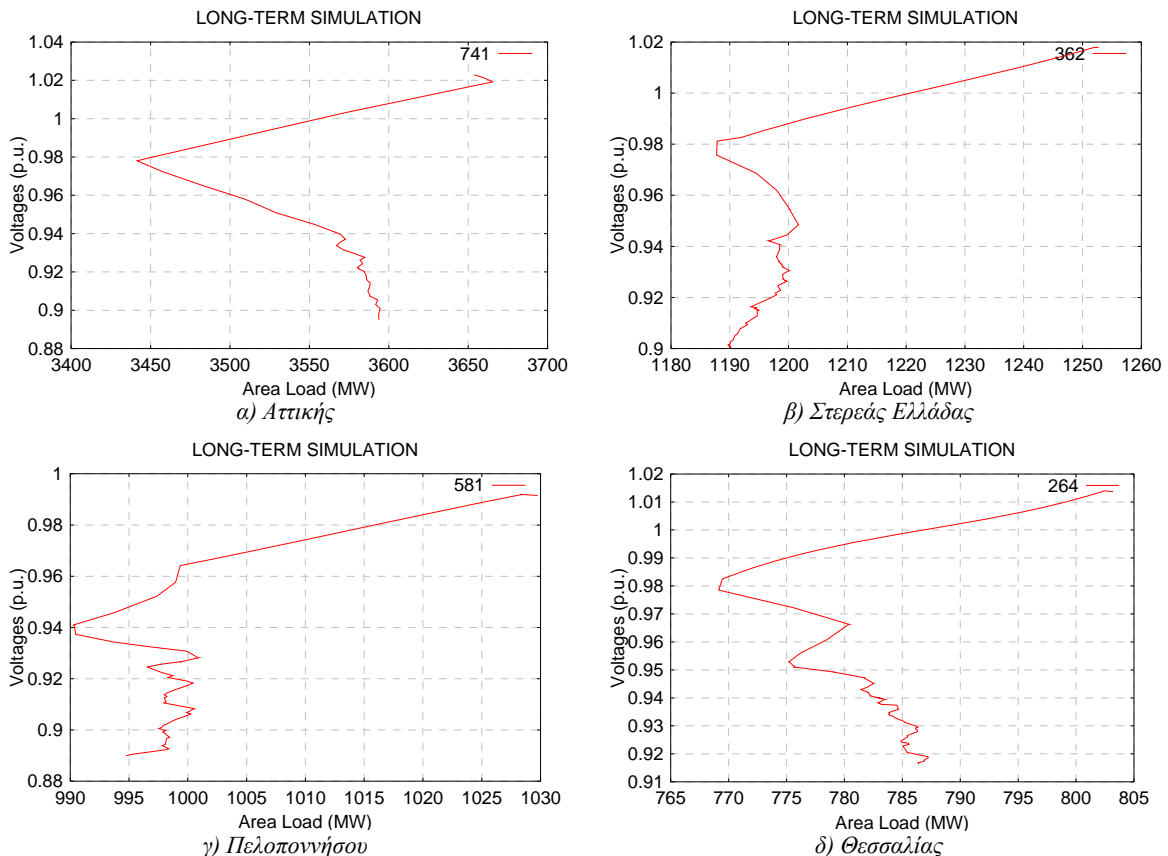 LONG-TERM SIMULATION
741
1.04
1.02
1
0.98
0.96
0.94
0.92
0.9
0.88
Voltages (p.u.)
3400 3450 3500 3550 3600 3650 3700
Area Load (MW)
α) Αττικής
LONG-TERM SIMULATION
362
1.02
1
0.98
0.96
0.94
0.92
0.9
Voltages (p.u.)
1180 1190 1200 1210 1220 1230 1240 1250 1260
Area Load (MW)
β) Στερεάς Ελλάδας
LONG-TERM SIMULATION
581
1
0.98
0.96
0.94
0.92
0.9
0.88
Voltages (p.u.)
990 995 1000 1005 1010 1015 1020 1025 1030
Area Load (MW)
γ) Πελοποννήσου
LONG-TERM SIMULATION
264
1.02
1.01
1
0.99
0.98
0.97
0.96
0.95
0.94
0.93
0.92
0.91
Voltages (p.u.)
765 770 775 780 785 790 795 800 805
Area Load (MW)
δ) Θεσσαλίας